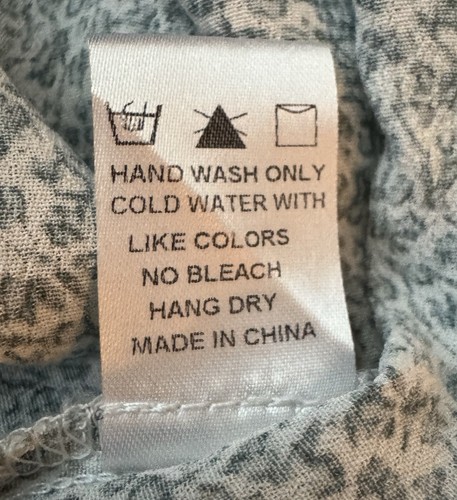 HAND WASH ONLY
COLD WATER WITH
LIKE COLORS
NO BLEACH
HANG DRY
MADE IN CHINA